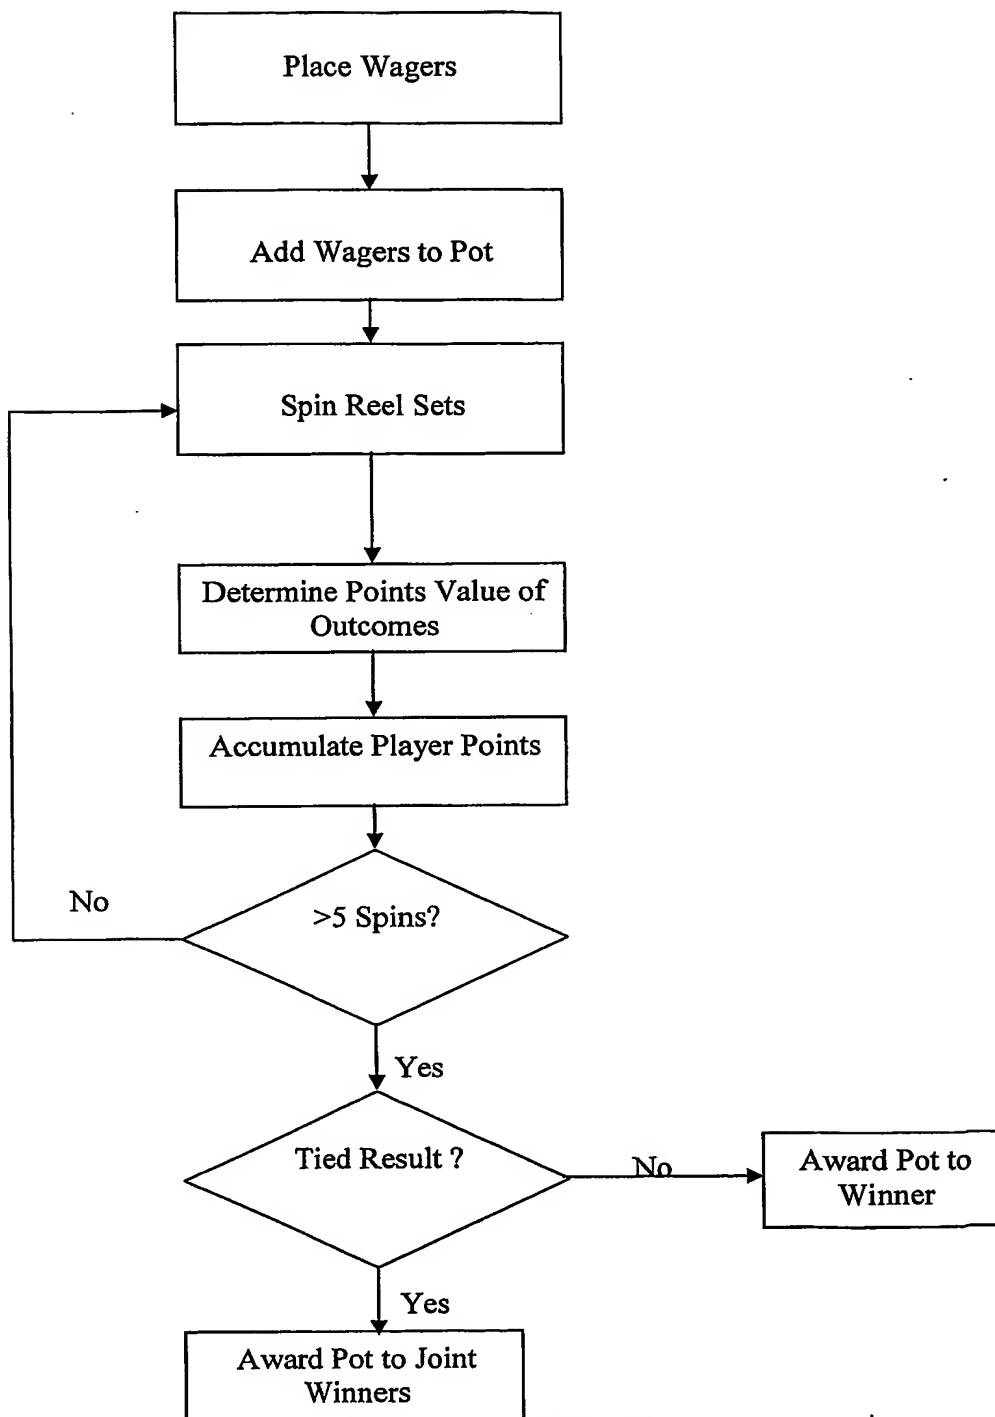 Place Wagers
Add Wagers to Pot
Spin Reel Sets
Determine Points Value of
Outcomes
Accumulate Player Points
No
>5 Spins?
Yes
Tied Result ?
No
Award Pot to
Winner
Yes
Award Pot to Joint
Winners